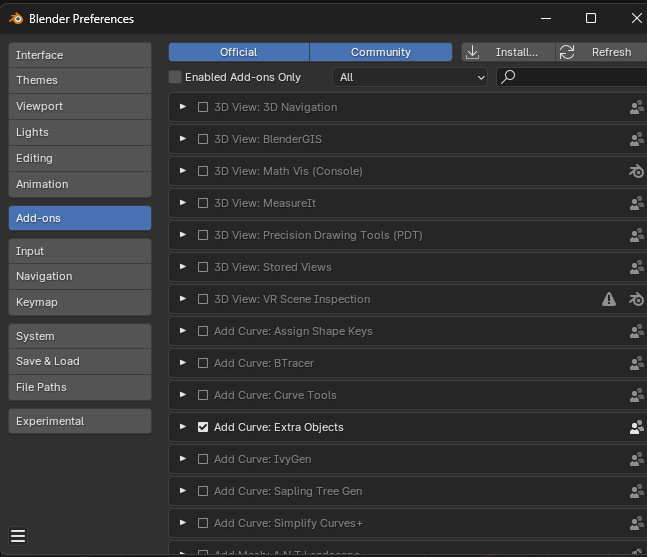 Blender Preferences
Interface
Themes
Viewport
Lights
Editing
Animation
Add-ons
Input
Navigation
Keymap
System
Save & Load
File Paths
Experimental
Official
Community
Install...
Refresh
Enabled Add-ons Only
All
3D View: 3D Navigation
3D View: BlenderGIS
3D View: Math Vis (Console)
3D View: MeasureIt
3D View: Precision Drawing Tools (PDT)
3D View: Stored Views
3D View: VR Scene Inspection
Add Curve: Assign Shape Keys
Add Curve: BTracer
Add Curve: Curve Tools
Add Curve: Extra Objects
Add Curve: IvyGen
Add Curve: Sapling Tree Gen
Add Curve: Simplify Curves+
Add Mesh: A.N.T.Landscape